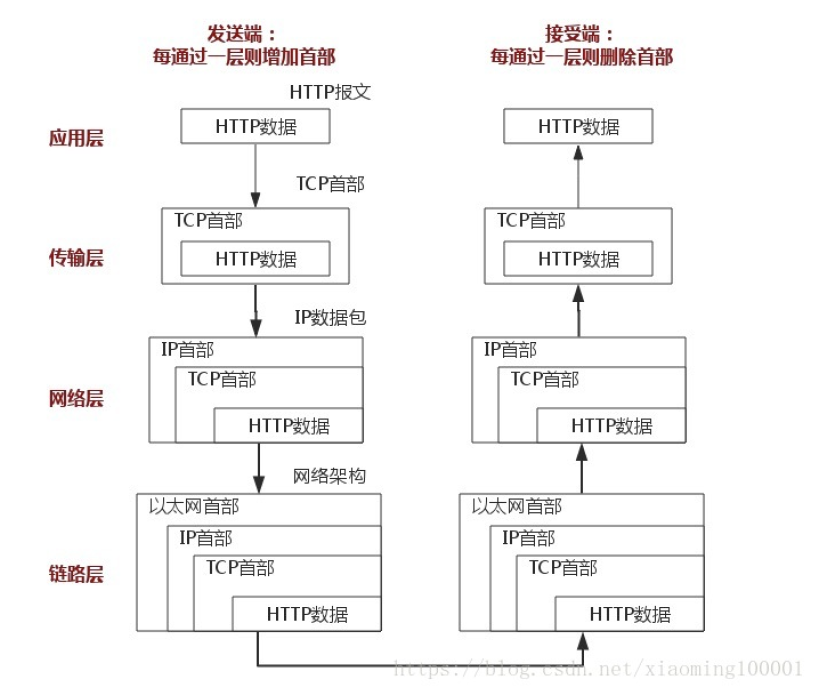 发送端：
每通过一层则增加首部
接受端：
每通过一层则删除首部
HTTP报文
应用层
HTTP数据
HTTP数据
TCP首部
TCP首部
TCP首部
传输层
HTTP数据
HTTP数据
IP数据包
IP首部
IP首部
TCP首部
TCP首部
网络层
HTTP数据
HTTP数据
网络架构
以太网首部
以太网首部
IP首部
IP首部
TCP首部
TCP首部
链路层
HTTP数据
HTTP数据
https://blog.csdn.net/xiaoming100001